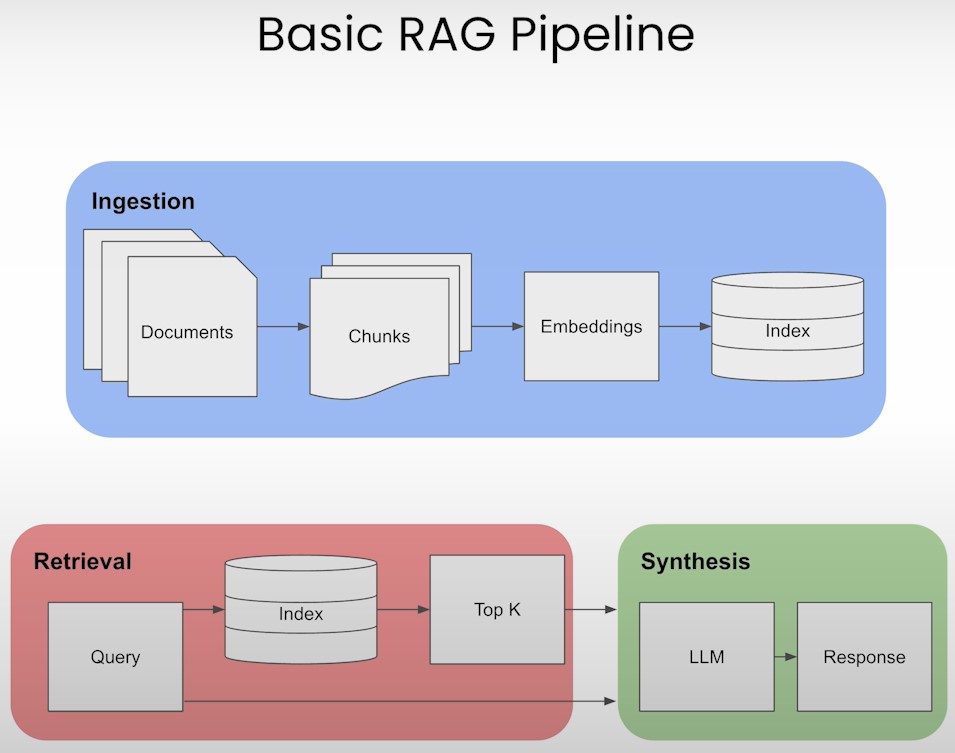 Basic RAG Pipeline
Ingestion
Documents
Chunks
Embeddings
Index
Retrieval
Query
Index
Top K
Synthesis
LLM
Response